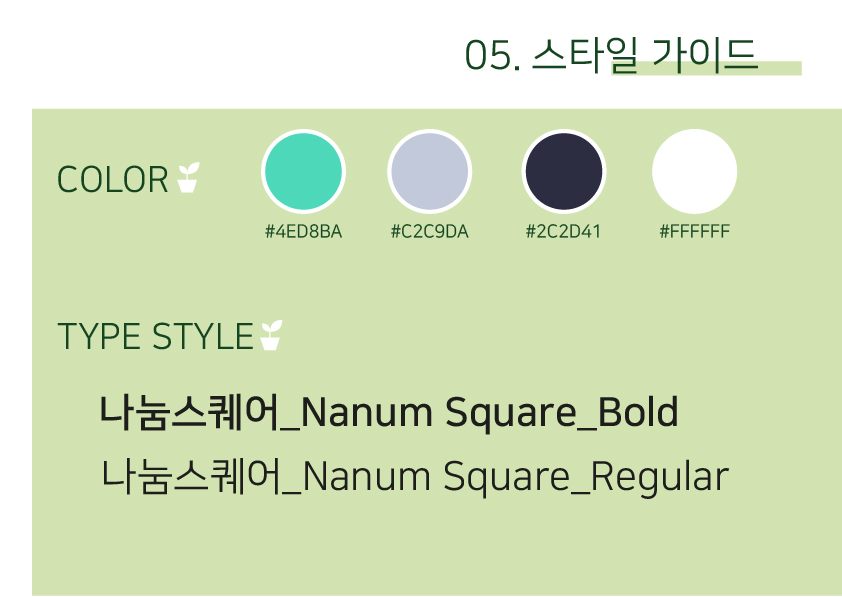 05. 스타일 가이드
COLOR
#4ED8BA #C2C9DA #2C2D41 #FFFFFF
TYPE STYLE
나눔스퀘어_Nanum Square_Bold
나눔스퀘어_Nanum Square_Regular